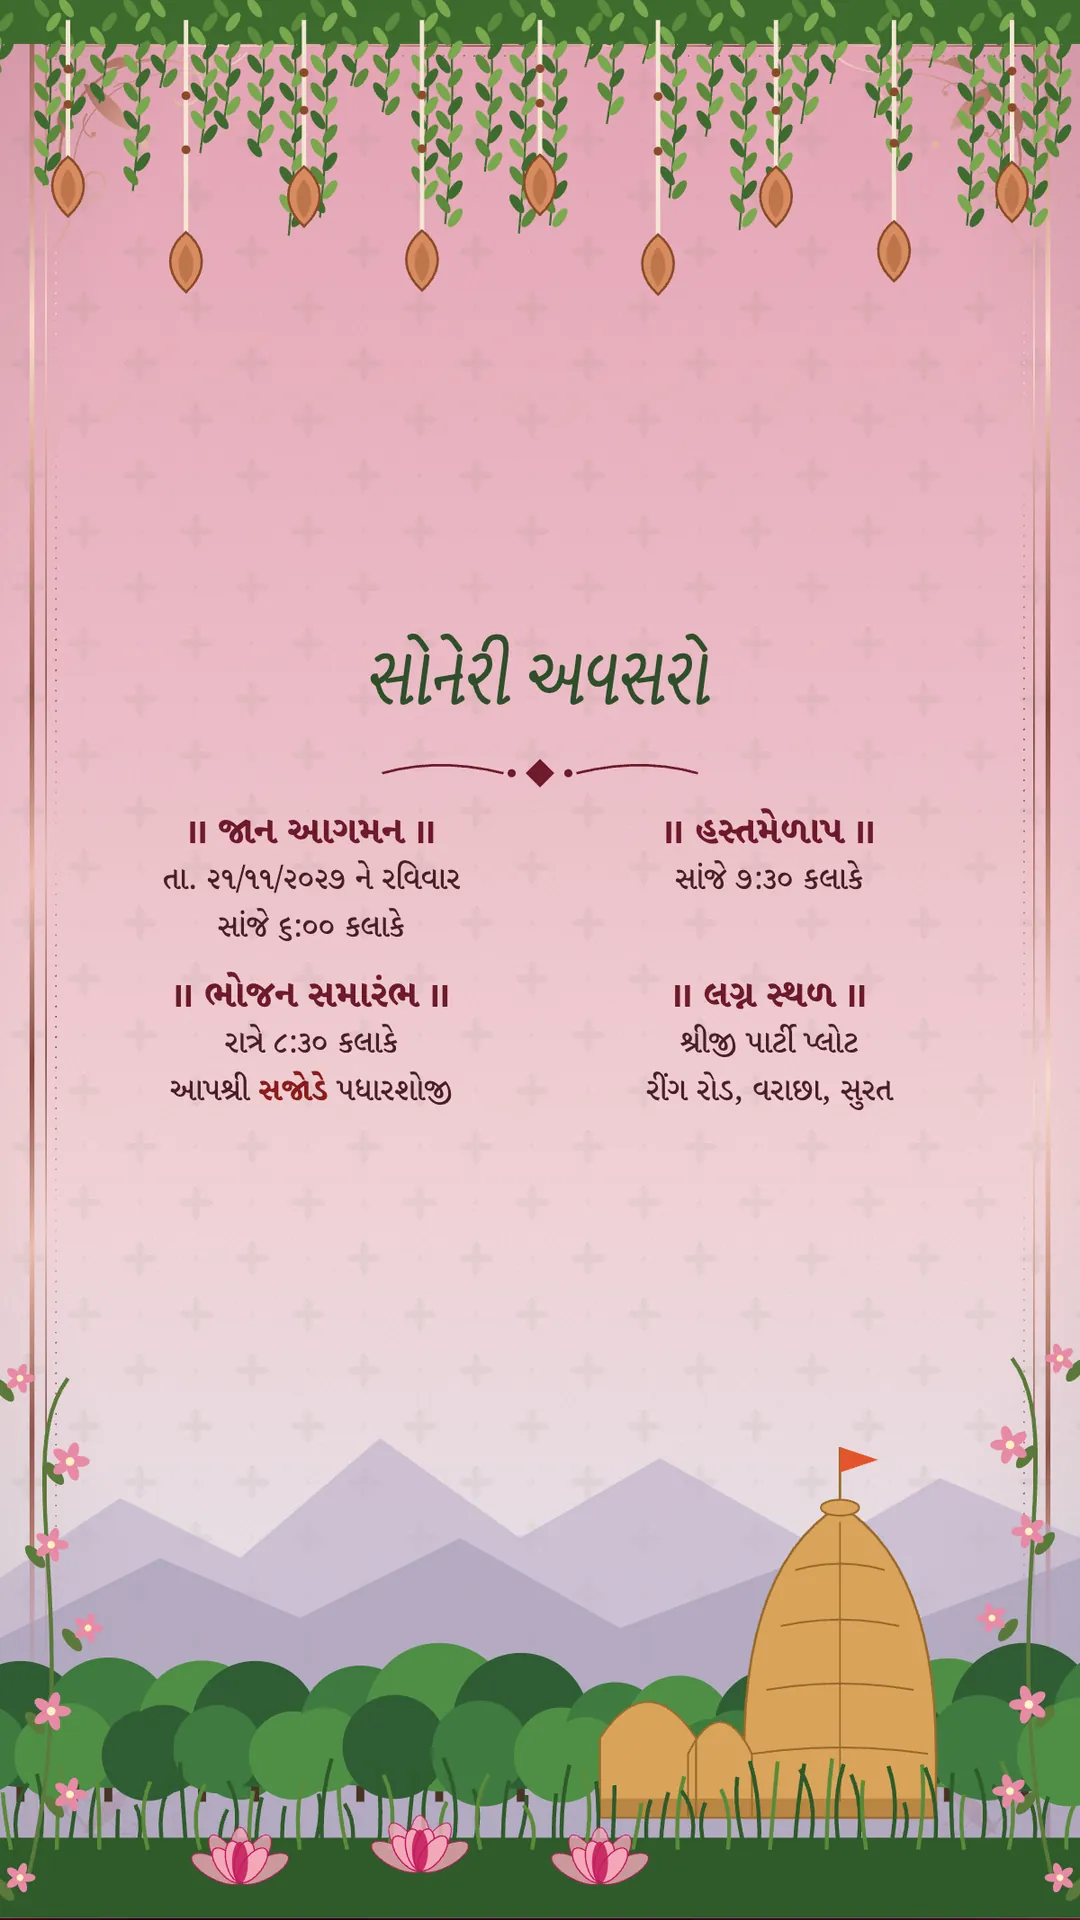 સોનેરી અવસરો
॥ જાન આગમન ॥
તા. ૨૧/૧૧/૨૦૨૭ ને રવિવાર
સાંજે ૬:૦૦ કલાકે
॥ હસ્તમેળાપ ॥
સાંજે ૭:૩૦ કલાકે
॥ ભોજન સમારંભ ॥
રાત્રે ૮:૩૦ કલાકે
આપશ્રી સજોડે પધારશોજી
॥ લગ્ન સ્થળ ॥
શ્રીજી પાર્ટી પ્લોટ
રીંગ રોડ, વરાછા, સુરત